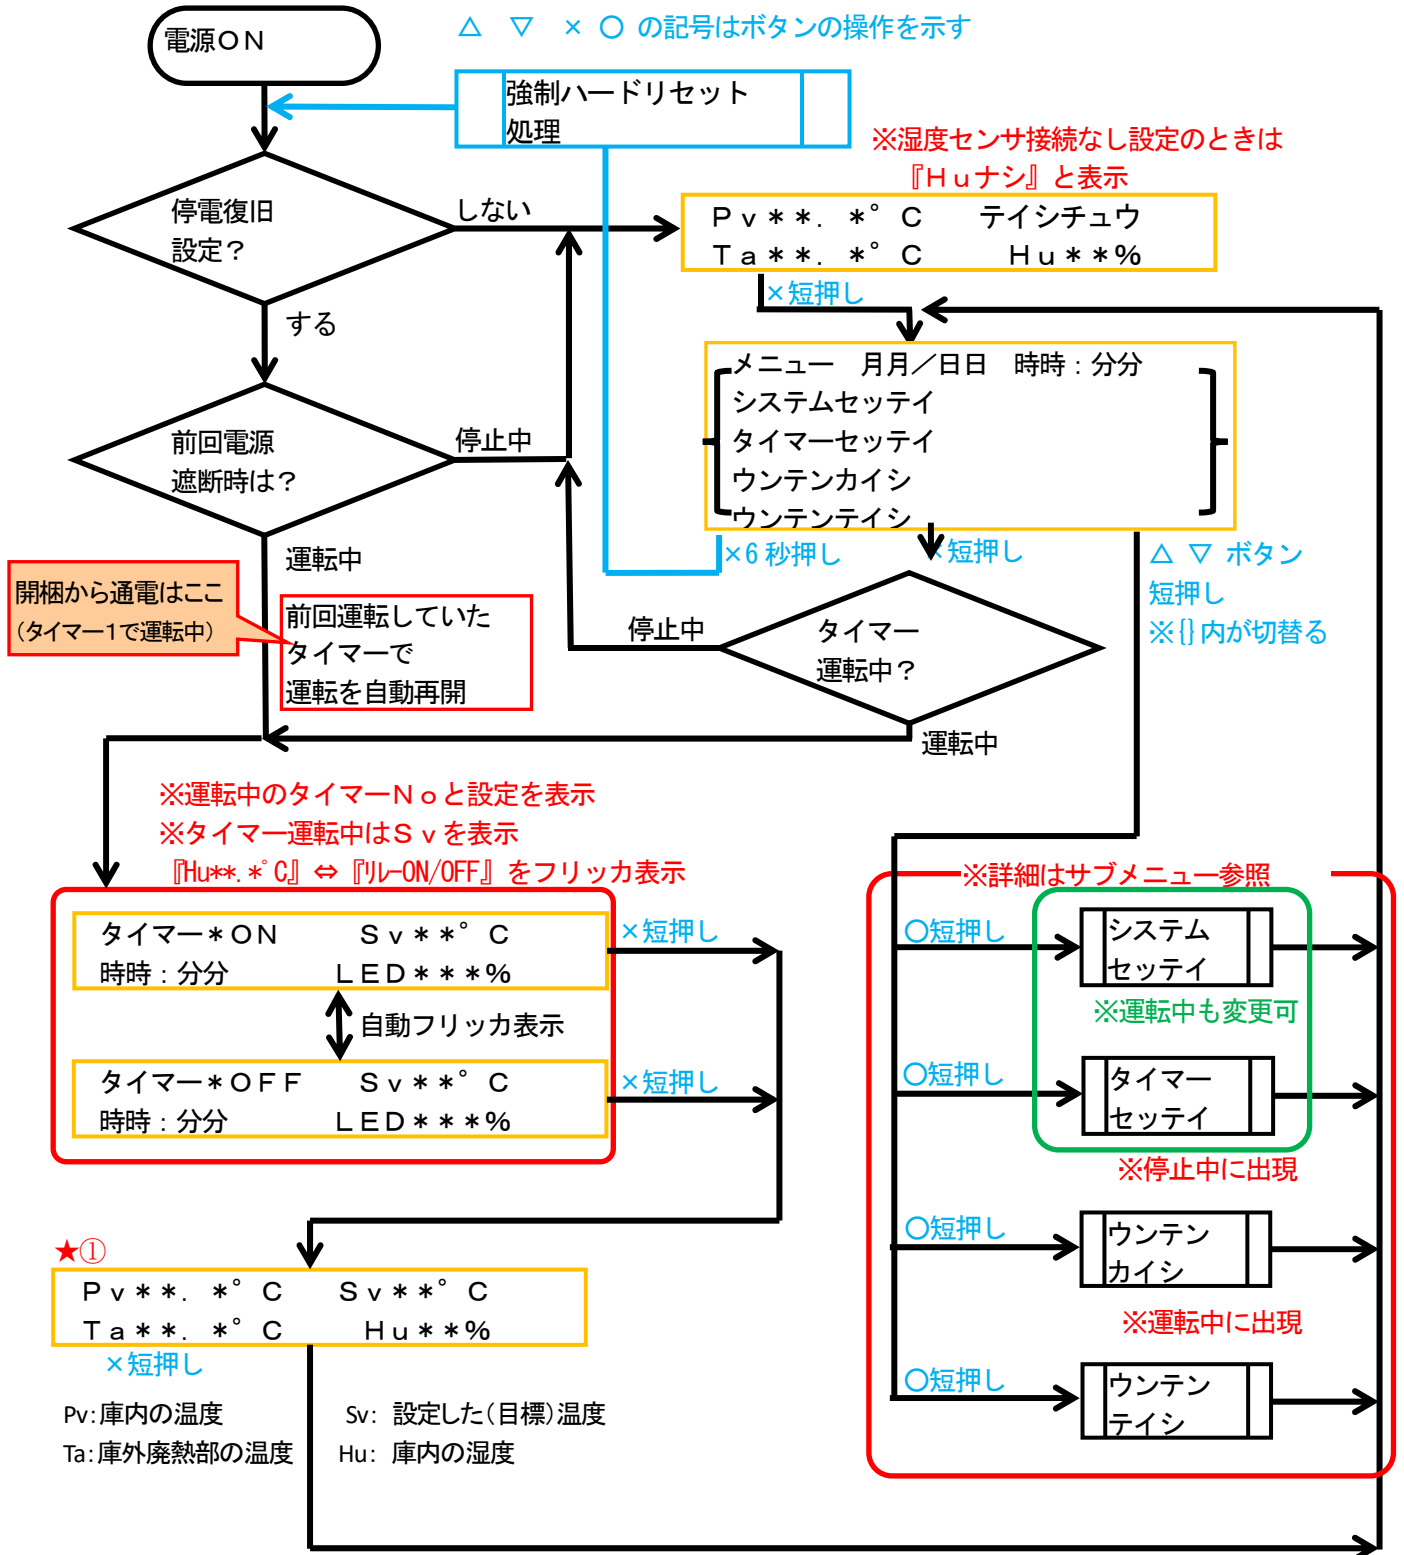 電源ＯＮ
△　▽　×　〇　の記号はボタンの操作を示す
強制ハードリセット
処理
※湿度センサ接続なし設定のときは
『Ｈｕナシ』と表示
停電復旧
設定？
しない
Ｐｖ＊＊．＊°Ｃ　テイシチュウ
Ｔａ＊＊．＊°Ｃ　Ｈｕ＊＊％
×短押し
する
メニュー　月月／日日　時時：分分
システムセッテイ
タイマーセッテイ
ウンテンカイシ
ウンテンテイシ
前回電源
遮断時は？
停止中
×6秒押し
×短押し
△ ▽ ボタン
短押し
※{}内が切替る
運転中
開梱から通電はここ
（タイマー１で運転中）
前回運転していた
タイマーで
運転を自動再開
停止中
タイマー
運転中？
運転中
※運転中のタイマーＮｏと設定を表示
※タイマー運転中はＳｖを表示
『Hu**.*°C』⇔『ﾘﾚｰON/OFF』をフリッカ表示
※詳細はサブメニュー参照
タイマー＊ＯＮ　Ｓｖ＊＊°Ｃ
時時：分分　ＬＥＤ＊＊＊％
×短押し
自動フリッカ表示
タイマー＊ＯＦＦ　Ｓｖ＊＊°Ｃ
時時：分分　ＬＥＤ＊＊＊％
×短押し
〇短押し
システム
セッテイ
※運転中も変更可
〇短押し
タイマー
セッテイ
※停止中に出現
〇短押し
ウンテン
カイシ
※運転中に出現
〇短押し
ウンテン
テイシ
★①
Ｐｖ＊＊．＊°Ｃ　Ｓｖ＊＊°Ｃ
Ｔａ＊＊．＊°Ｃ　Ｈｕ＊＊％
×短押し
Pv：庫内の温度　Sv： 設定した（目標）温度
Ta：庫外廃熱部の温度　Hu： 庫内の湿度